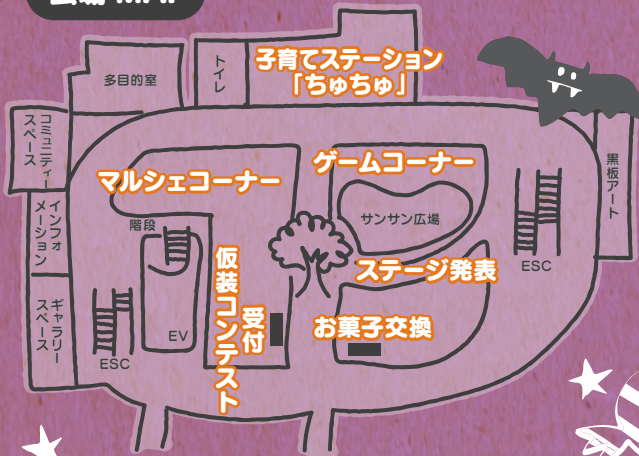 多目的室
トイレ
子育てステーション
「ちゅちゅ」
コミュニティー
スペース
インフォ
メーション
ギャラリー
スペース
マルシェコーナー
ゲームコーナー
サンサン広場
黒板アート
階段
ESC
ステージ発表
仮装コンテスト
受付
お菓子交換
EV
ESC